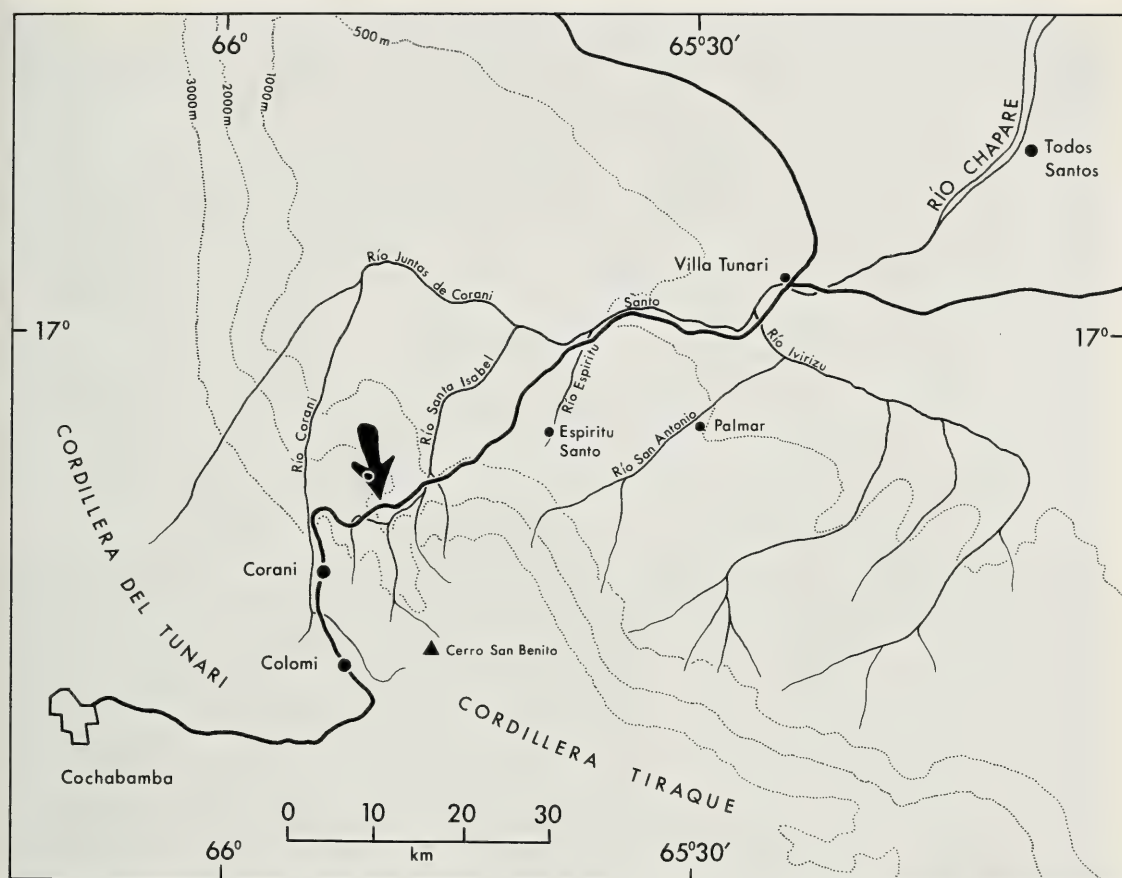 66°
65°30′
500 m
3000m
2000m
1000m
RÍO CHAPARE
Todos
Santos
Villa Tunari
Río Juntas
de Corani
Santo
17°
17°
Río Ivirizu
Río Santa Isabel
Río Espiritu
Río Corani
Espiritu
Santo
Río San Antonio
Palmar
CORDILLERA DEL TUNARI
Corani
Colomi
Cerro San Benito
CORDILLERA TIRAQUE
Cochabamba
0 10 20 30
km
66°
65°30′